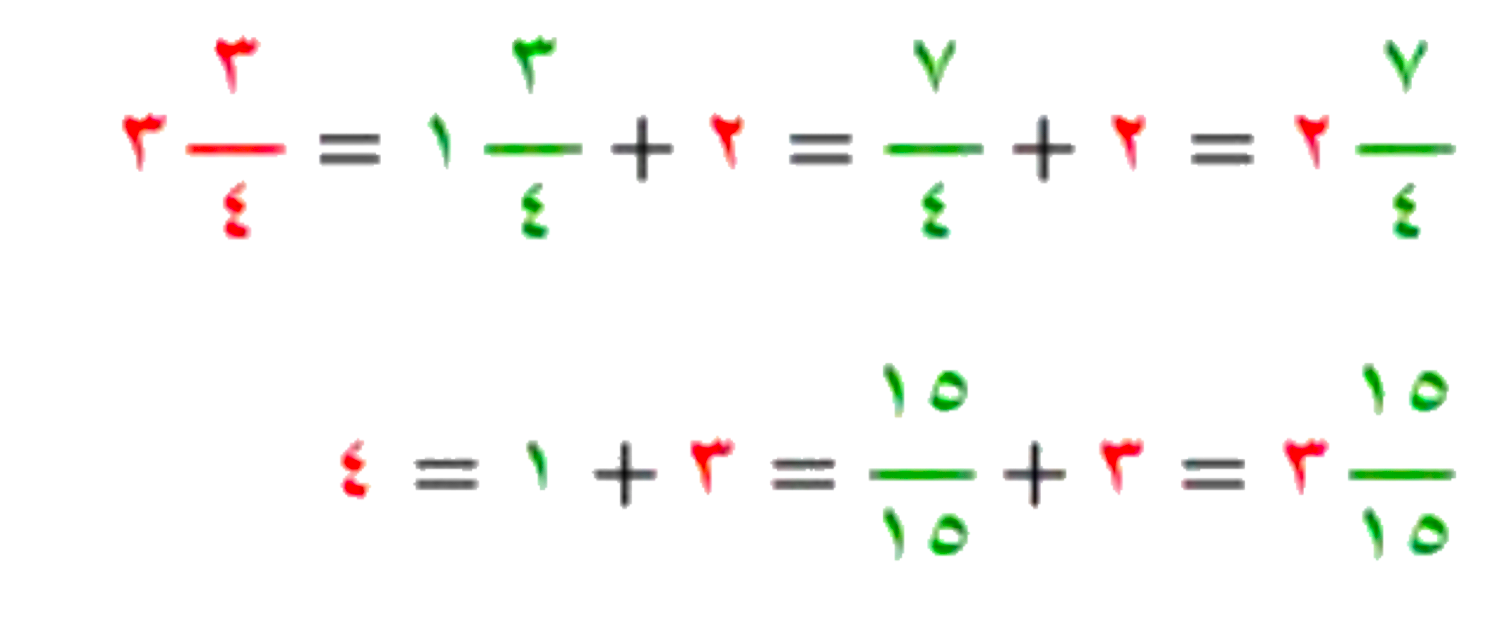 ٢ ٧/٤ = ٢ + ٧/٤ = ٢ + ١ ٣/٤ = ٣ ٣/٤
٣ ١٥/١٥ = ٣ + ١٥/١٥ = ٣ + ١ = ٤